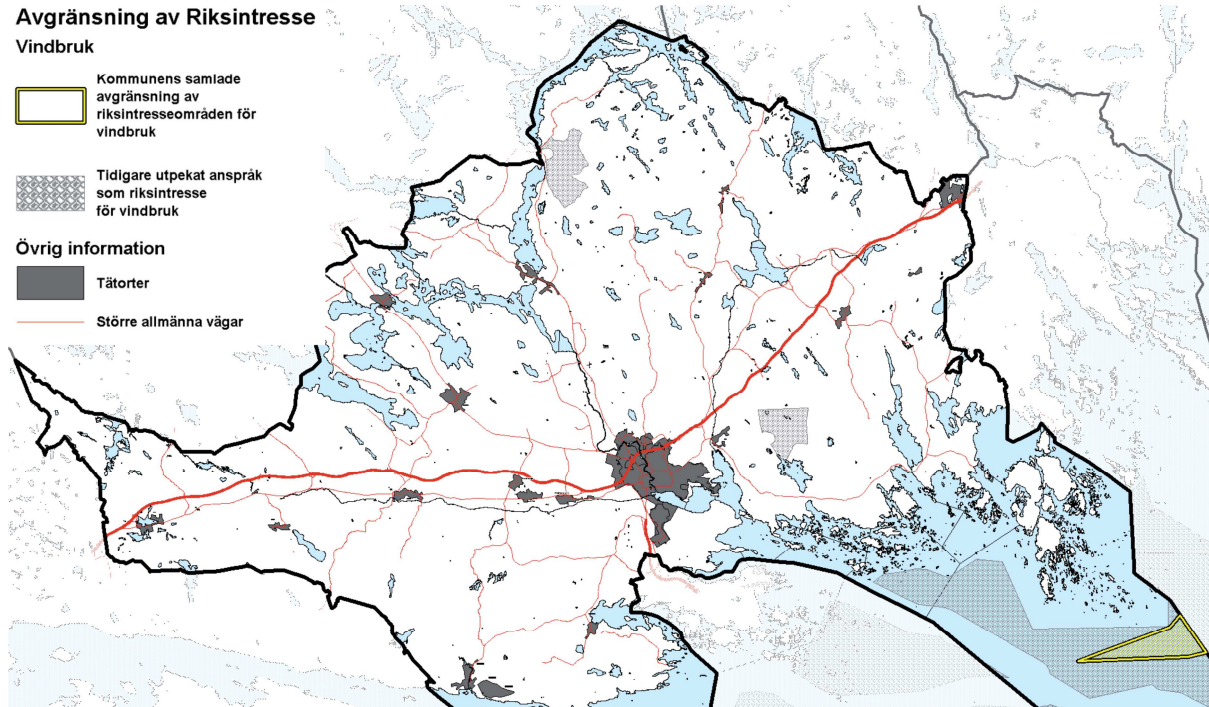 Avgränsning av Riksintresse
Vindbruk
Kommunens samlade
avgränsning av
riksintresseområden för
vindbruk
Tidigare utpekat anspråk
som riksintresse
för vindbruk
Övrig information
Tätorter
Större allmänna vägar